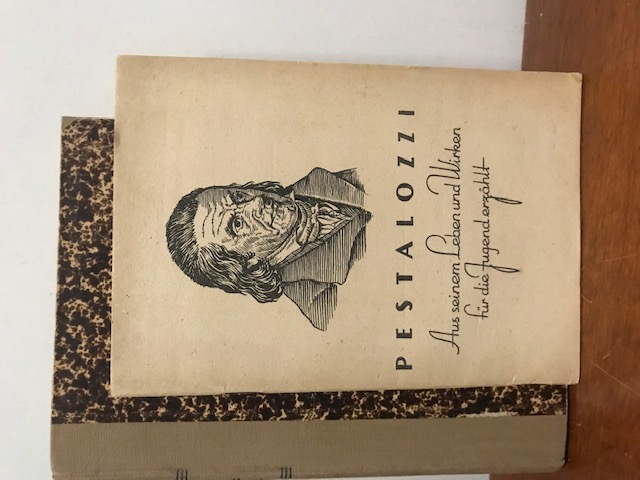 PESTALOZZI
Aus seinem Leben und Wirken
für die Jugend erzählt